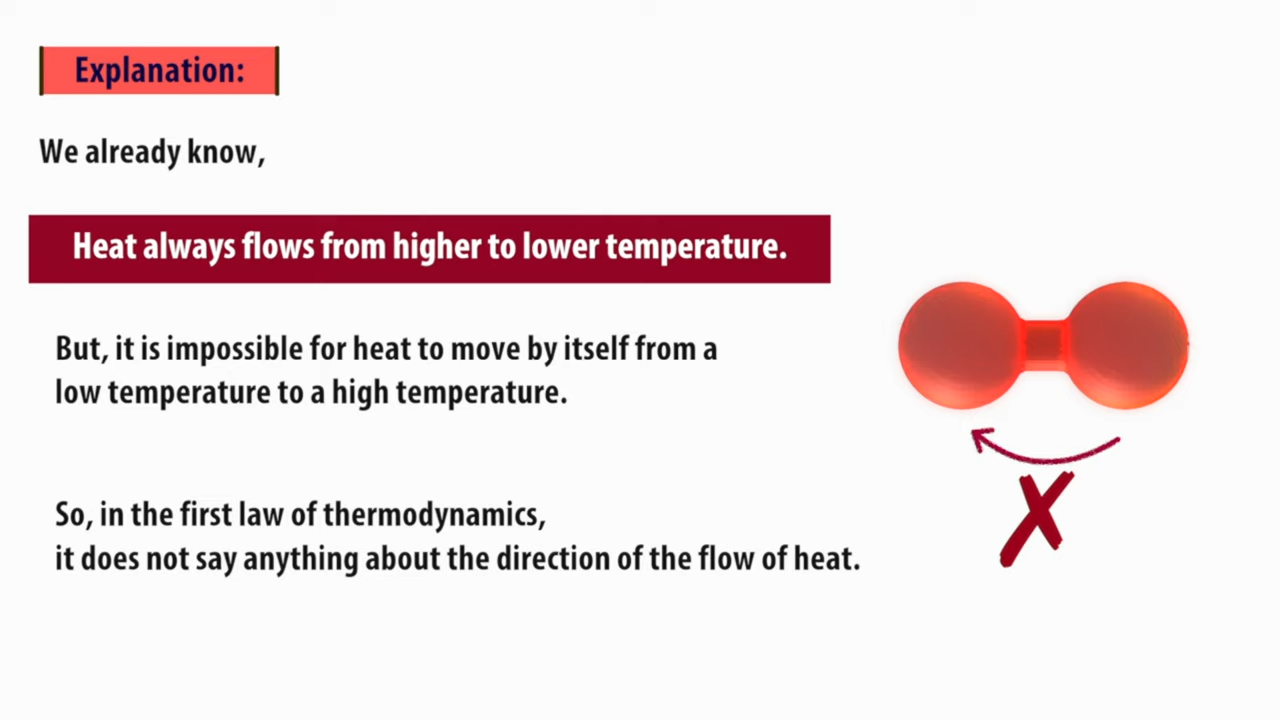 Explanation:
We already know,
Heat always flows from higher to lower temperature.
But, it is impossible for heat to move by itself from a
low temperature to a high temperature.
So, in the first law of thermodynamics,
it does not say anything about the direction of the flow of heat.